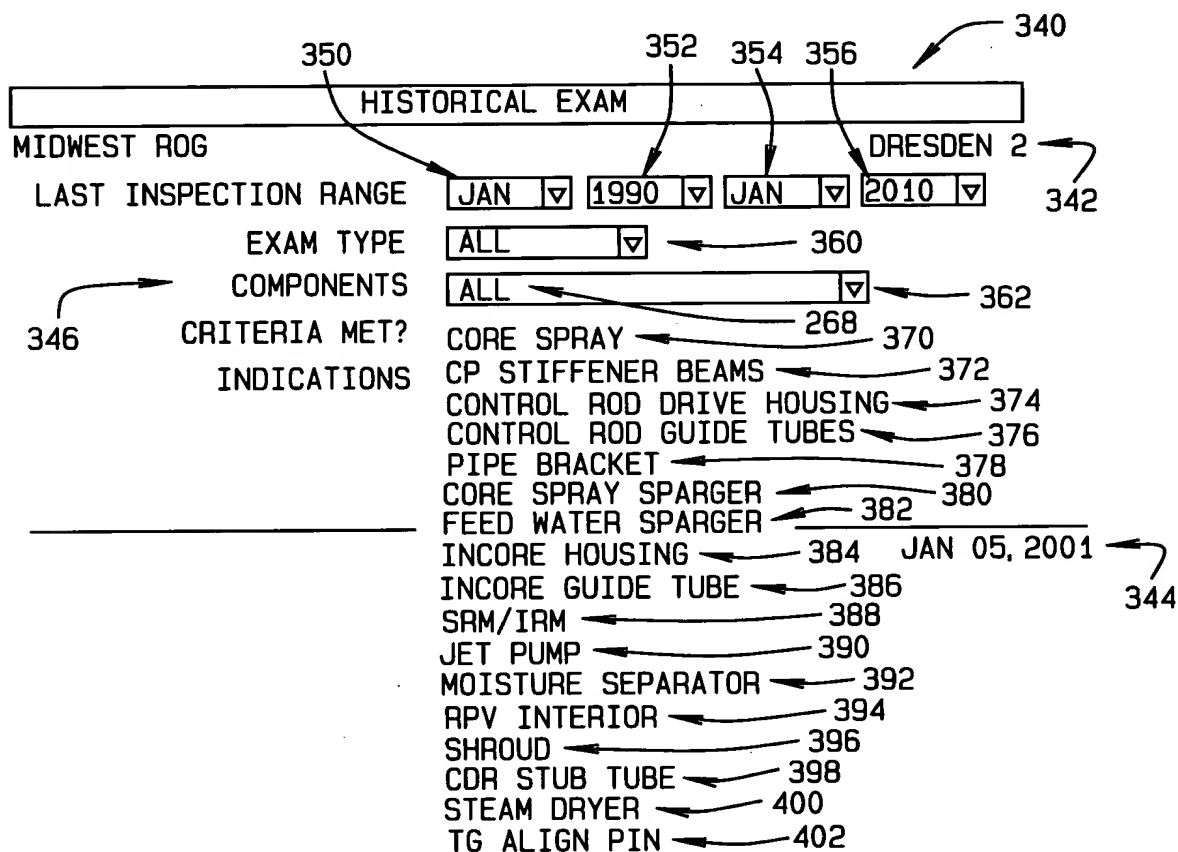 340
350 352 354 356
HISTORICAL EXAM
MIDWEST ROG DRESDEN 2
342
LAST INSPECTION RANGE JAN 1990 JAN 2010
EXAM TYPE ALL 360
COMPONENTS ALL 362
346
268
CRITERIA MET? CORE SPRAY 370
INDICATIONS CP STIFFENER BEAMS 372
CONTROL ROD DRIVE HOUSING 374
CONTROL ROD GUIDE TUBES 376
PIPE BRACKET 378
CORE SPRAY SPARGER 380
FEED WATER SPARGER 382
INCORE HOUSING 384 JAN 05, 2001
344
INCORE GUIDE TUBE 386
SRM/IRM 388
JET PUMP 390
MOISTURE SEPARATOR 392
RPV INTERIOR 394
SHROUD 396
CDR STUB TUBE 398
STEAM DRYER 400
TG ALIGN PIN 402